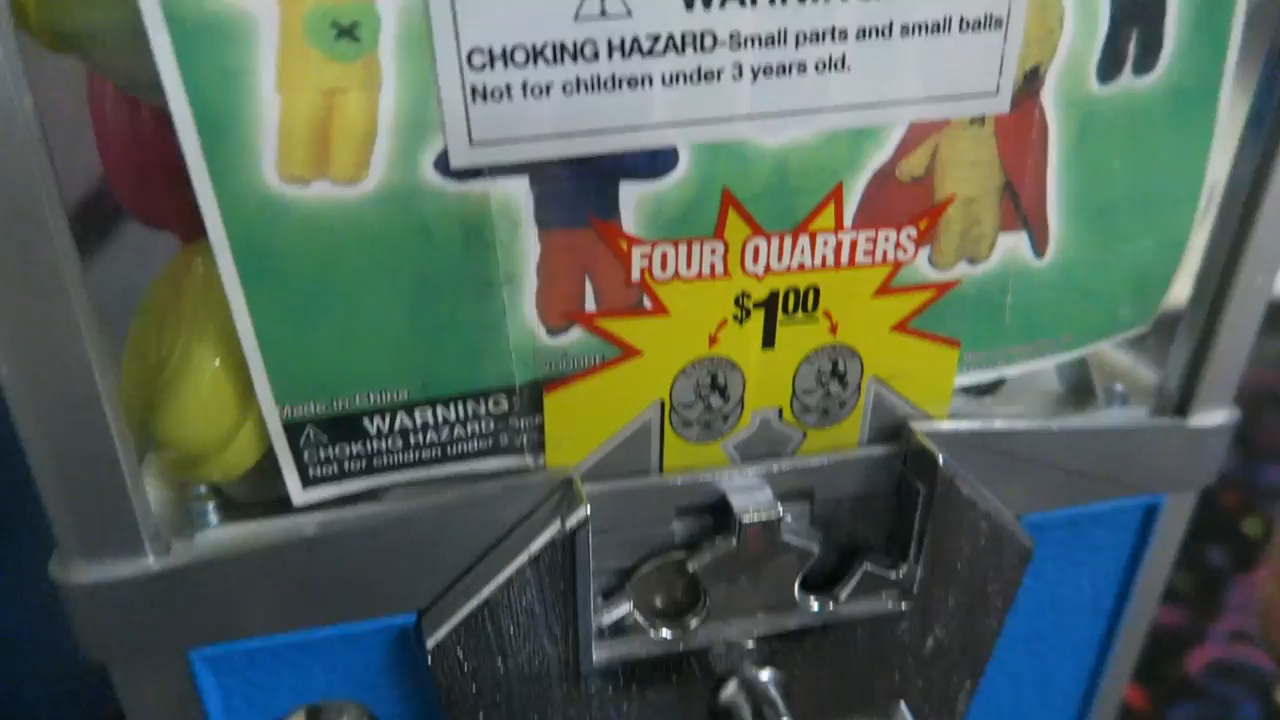 CHOKING HAZARD-Small parts and small balls
Not for children under 3 years old.
FOUR QUARTERS
$1.00
Made in China
WARNING:
CHOKING HAZARD-
Not for children under 3